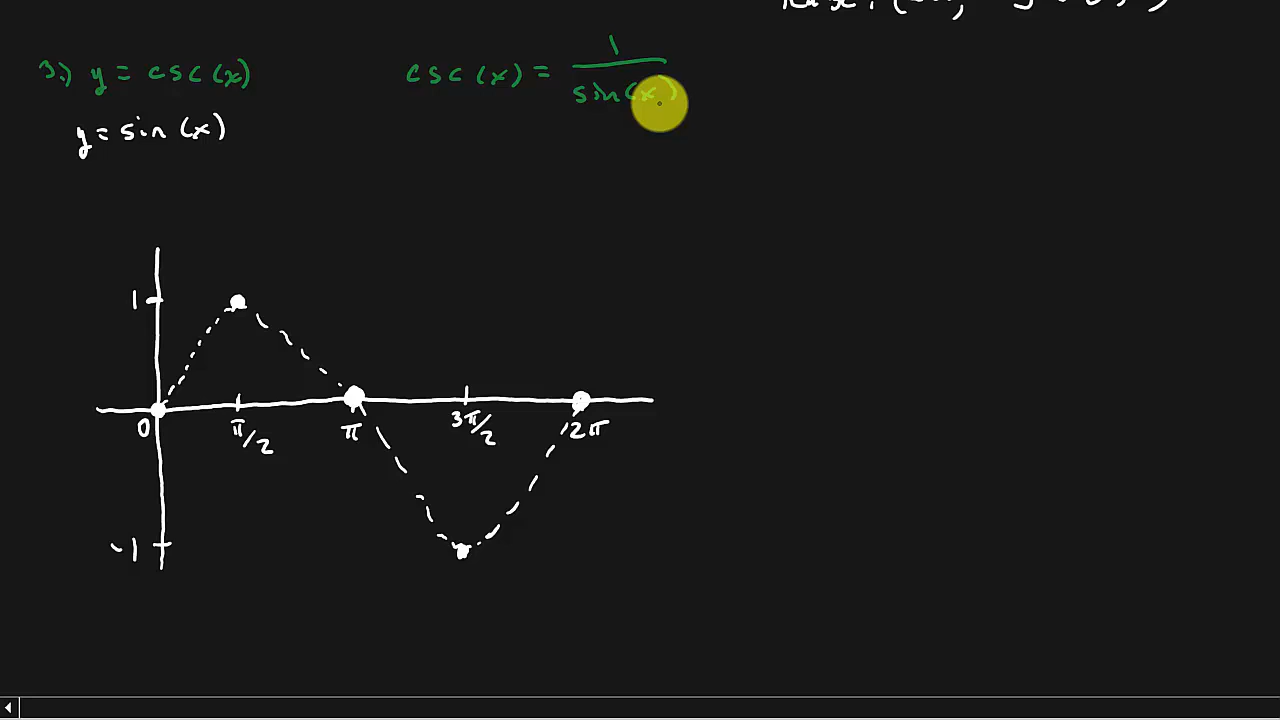 3.) y = csc(x)
csc(x) = 1/sin(x)
y = sin(x)
1
0
π/2
π
3π/2
2π
-1